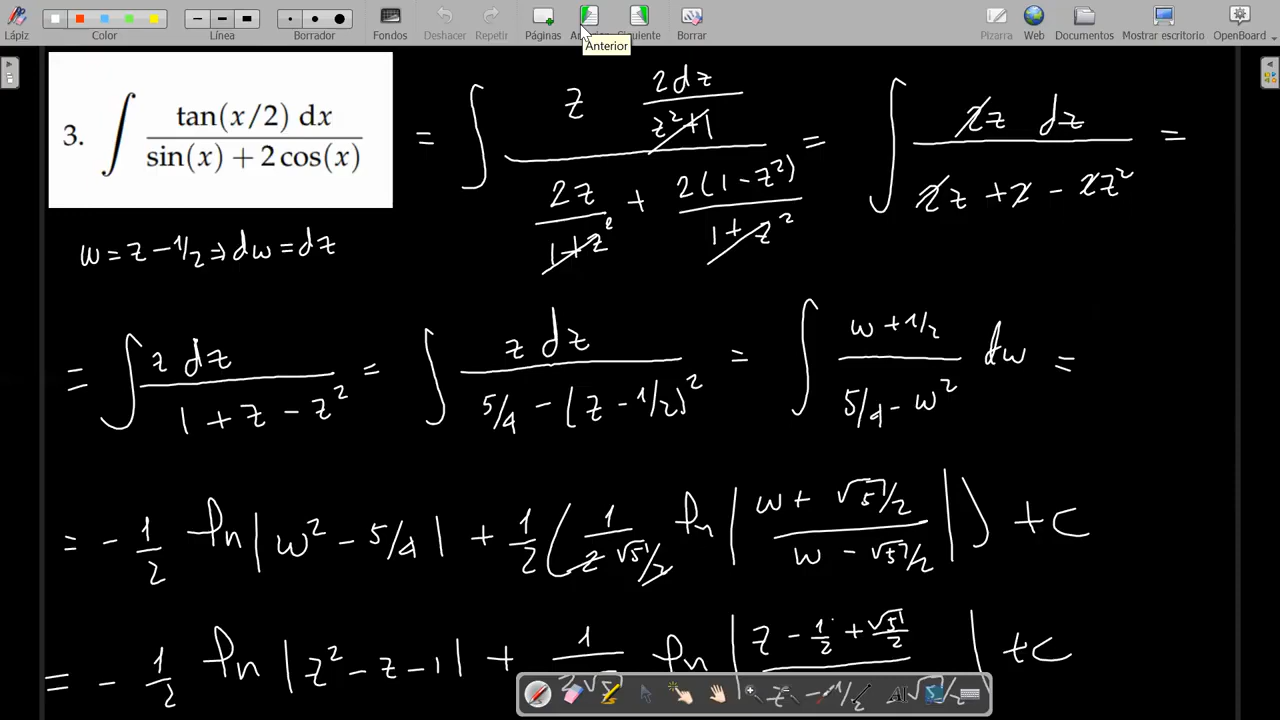 Lápiz Color Línea Borrador Fondos Deshacer Repetir Páginas Siguiente Borrar Pizarra Web Documentos Mostrar escritorio OpenBoard
Anterior
3. ∫ tan(x/2) dx / sin(x) + 2 cos(x) = ∫ z 2dz/z²+1 / 2z/1+z² + 2(1-z²)/1+z² = ∫ 2z dz / 2z + 2 - 2z² =
w = z - 1/2 ⇒ dw = dz
= ∫ z dz / 1 + z - z² = ∫ z dz / 5/4 - (z - 1/2)² = ∫ w + 1/2 / 5/4 - w² dw =
= - 1/2 ln|w² - 5/4| + 1/2 ( 1 / 2 √5/2 ln | w + √5/2 / w - √5/2 | ) + C
= - 1/2 ln|z² - z - 1| + 1 / 2√5 ln | z - 1/2 + √5/2 / z - 1/2 √5/2 | + C